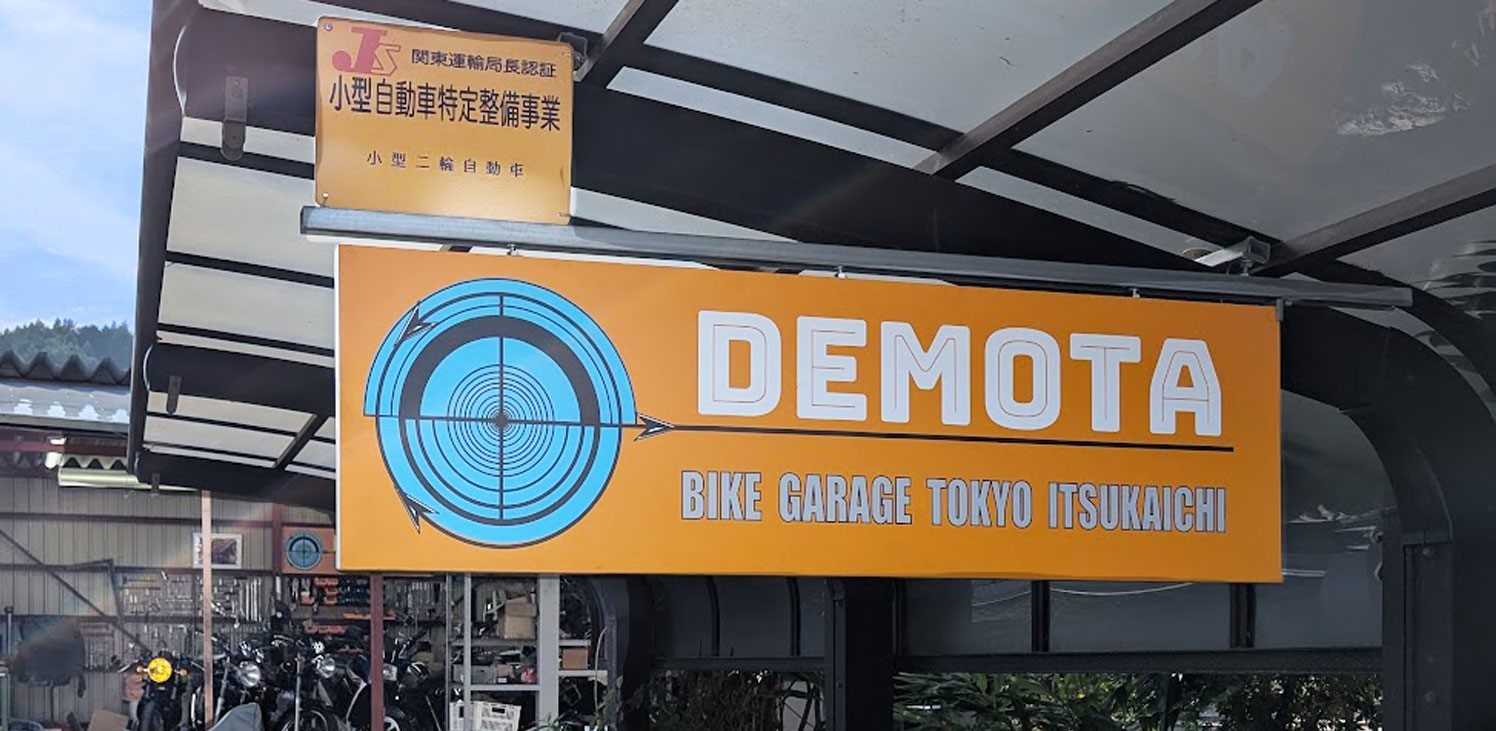 JS 関東運輸局長認証
小型自動車特定整備事業
小型二輪自動車
DEMOTA
BIKE GARAGE TOKYO ITSUKAICHI